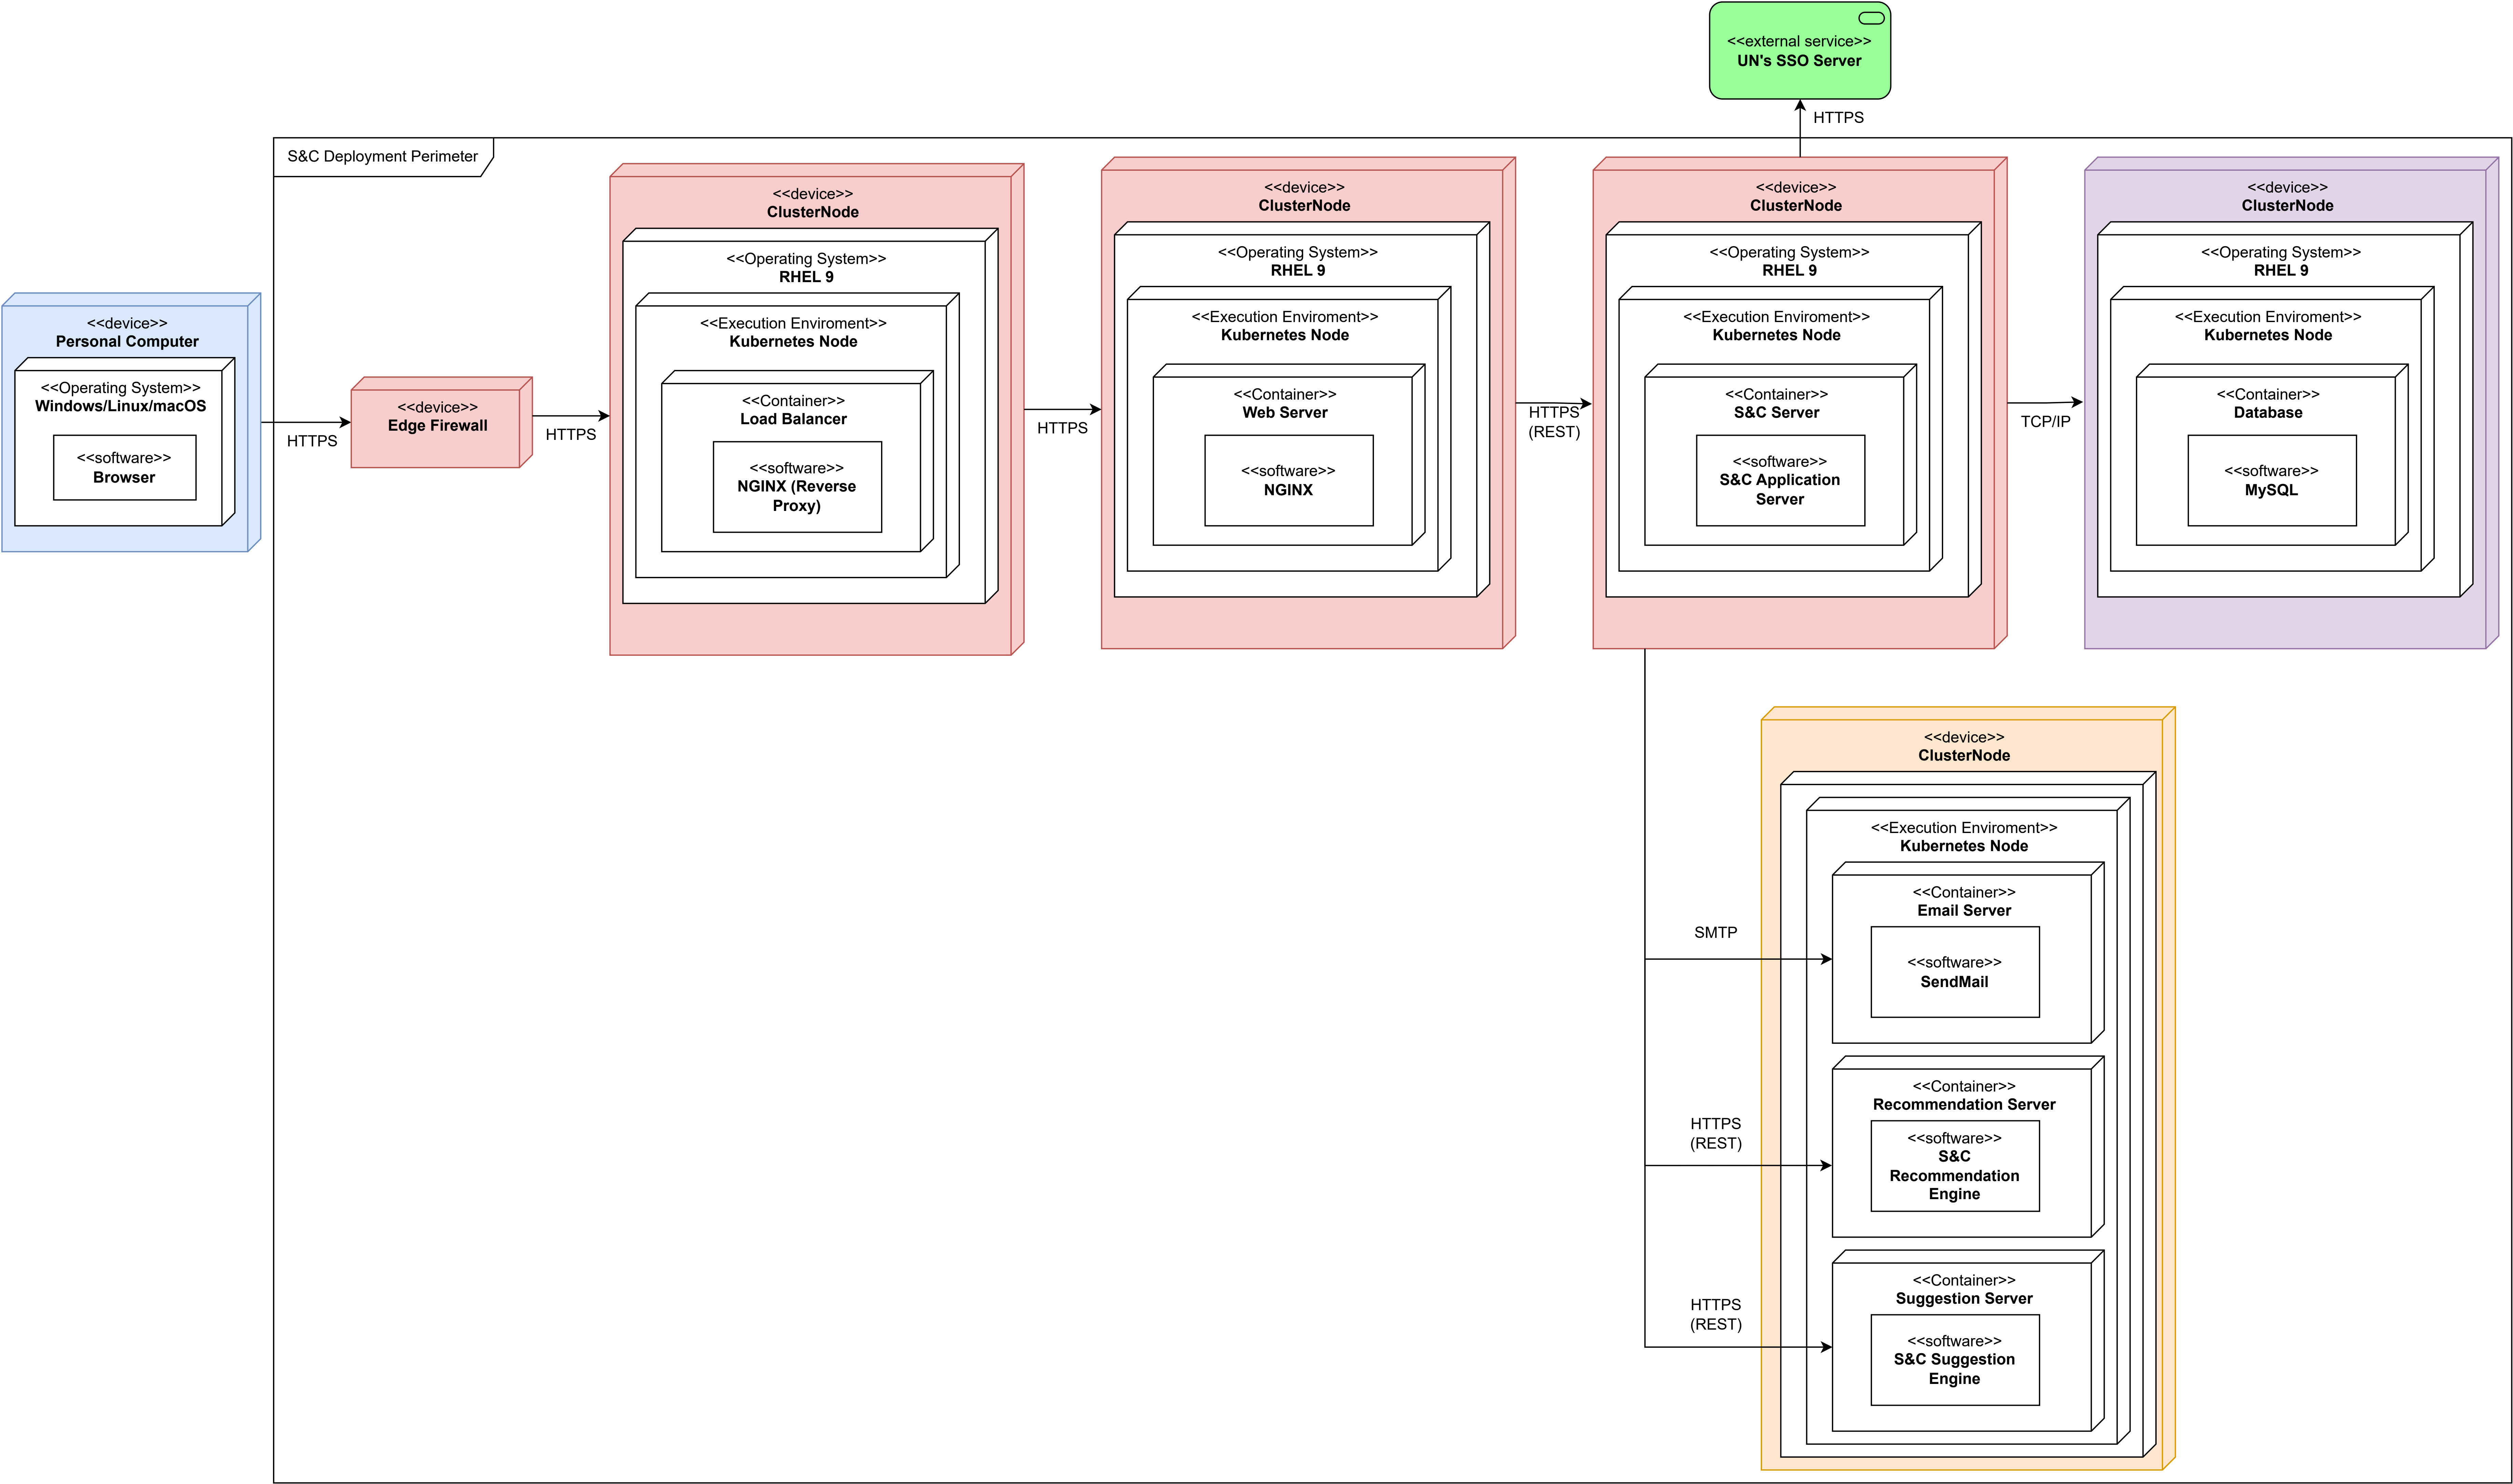 <<external service>>
UN's SSO Server
HTTPS
S&C Deployment Perimeter
<<device>>
Personal Computer
<<Operating System>>
Windows/Linux/macOS
<<software>>
Browser
HTTPS
<<device>>
Edge Firewall
HTTPS
<<device>>
ClusterNode
<<Operating System>>
RHEL 9
<<Execution Enviroment>>
Kubernetes Node
<<Container>>
Load Balancer
<<software>>
NGINX (Reverse
Proxy)
HTTPS
<<device>>
ClusterNode
<<Operating System>>
RHEL 9
<<Execution Enviroment>>
Kubernetes Node
<<Container>>
Web Server
<<software>>
NGINX
HTTPS
(REST)
<<device>>
ClusterNode
<<Operating System>>
RHEL 9
<<Execution Enviroment>>
Kubernetes Node
<<Container>>
S&C Server
<<software>>
S&C Application
Server
TCP/IP
<<device>>
ClusterNode
<<Operating System>>
RHEL 9
<<Execution Enviroment>>
Kubernetes Node
<<Container>>
Database
<<software>>
MySQL
<<device>>
ClusterNode
<<Execution Enviroment>>
Kubernetes Node
SMTP
<<Container>>
Email Server
<<software>>
SendMail
HTTPS
(REST)
<<Container>>
Recommendation Server
<<software>>
S&C
Recommendation
Engine
HTTPS
(REST)
<<Container>>
Suggestion Server
<<software>>
S&C Suggestion
Engine